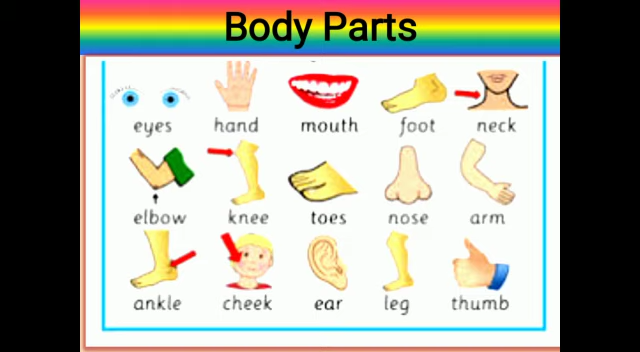 Body Parts
eyes hand mouth foot neck
elbow knee toes nose arm
ankle cheek ear leg thumb